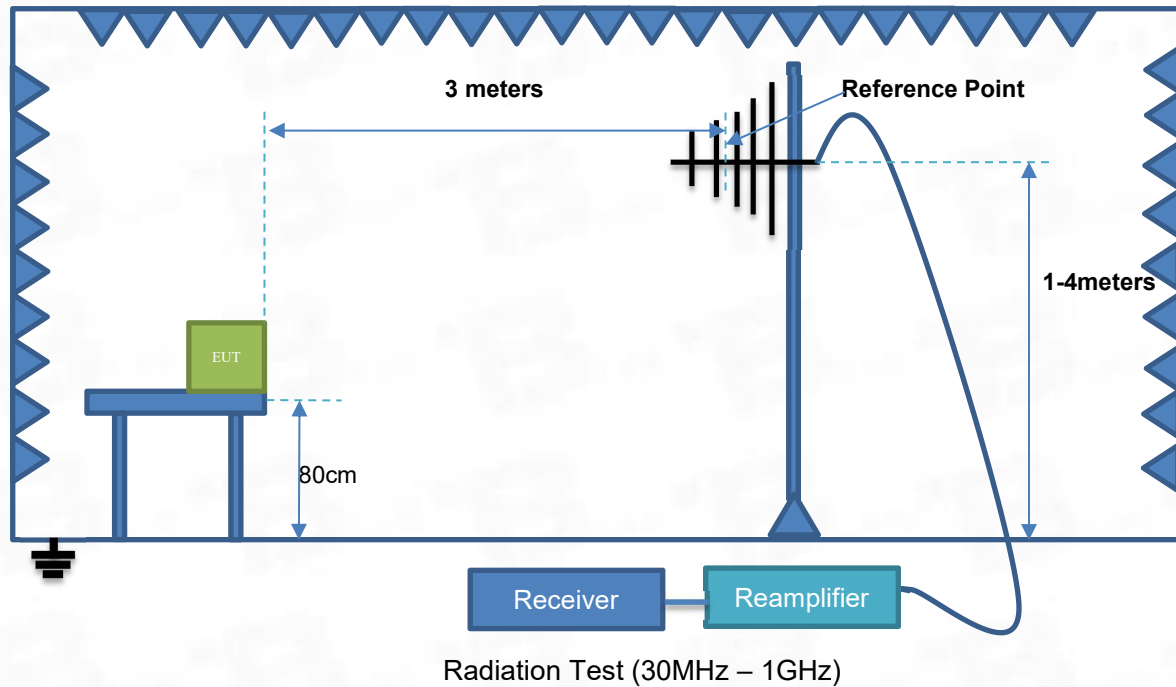 3 meters
Reference Point
1-4meters
EUT
80cm
Receiver
Reamplifier
Radiation Test (30MHz – 1GHz)